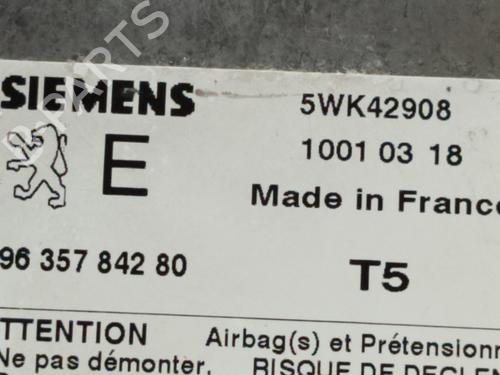 SIEMENS
5WK42908
1001 03 18
E
Made in France
96 357 842 80
T5
ATTENTION Airbag(s) et Prétensionn
Ne pas démonter, RISQUE DE DECLEN